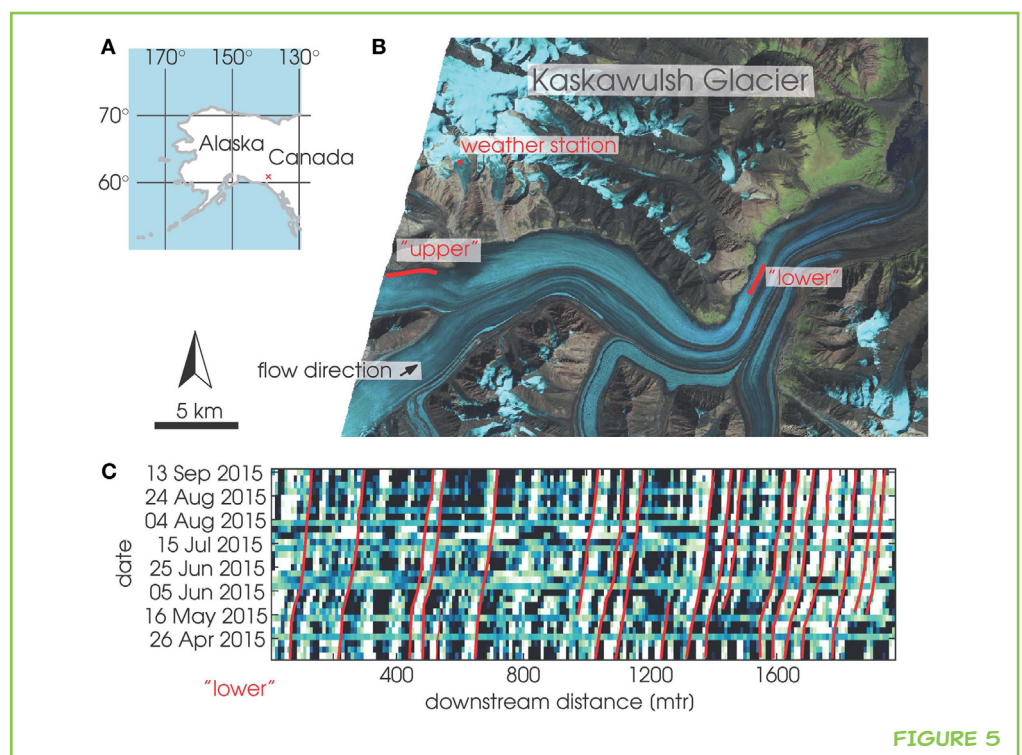 A
170° 150° 130°
70°
Alaska
Canada
60°
B
Kaskawulsh Glacier
weather station
"upper"
"lower"
flow direction
5 km
C
13 Sep 2015
24 Aug 2015
04 Aug 2015
15 Jul 2015
25 Jun 2015
05 Jun 2015
16 May 2015
26 Apr 2015
date
400 800 1200 1600
"lower"
downstream distance (mtr)
FIGURE 5